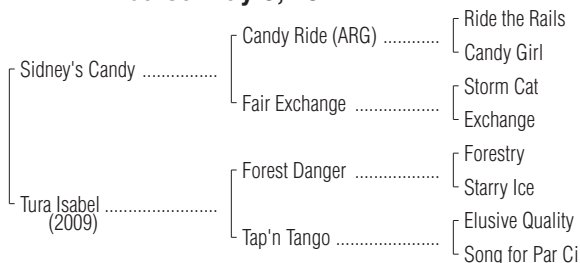 Ride the Rails
Candy Ride (ARG) ............
Candy Girl
Sidney's Candy ................
Storm Cat
Fair Exchange ..................
Exchange
Forestry
Forest Danger ..................
Starry Ice
Tura Isabel ........................
(2009)
Elusive Quality
Tap'n Tango ......................
Song for Par Ci